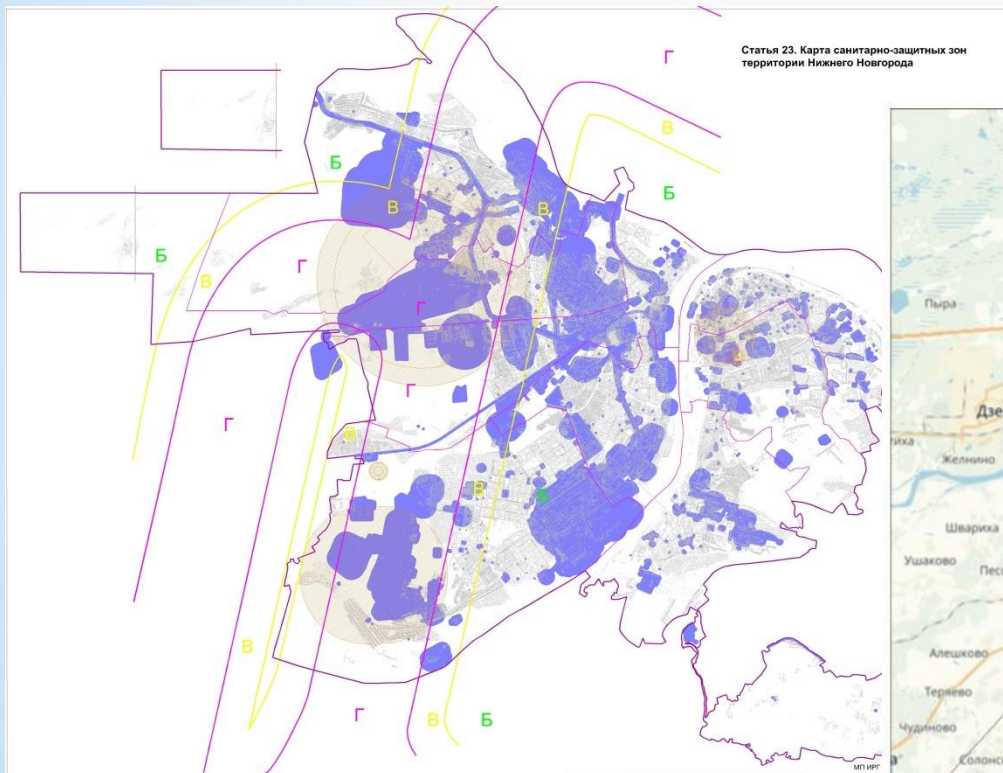 Статья 23. Карта санитарно-защитных зон
территории Нижнего Новгорода
Г
В
Б
В
Б
В
Б
В
Г
Г
Пыра
Г
Г
Дзе
Г
В
Желнино
В
Б
Швариха
Ушаково
В
Алешково
Теряево
Г
В
Б
Чудиново
МП ИРГ